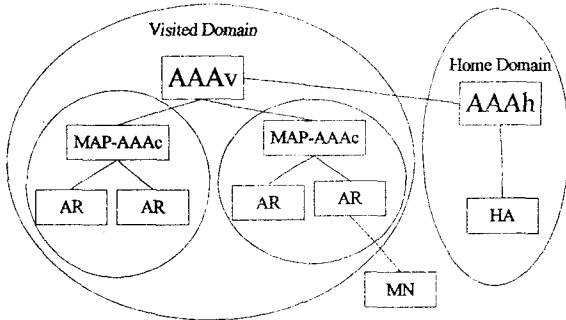 Visited Domain
AAAv
Home Domain
AAAh
MAP-AAAc
MAP-AAAc
AR
AR
AR
AR
HA
MN